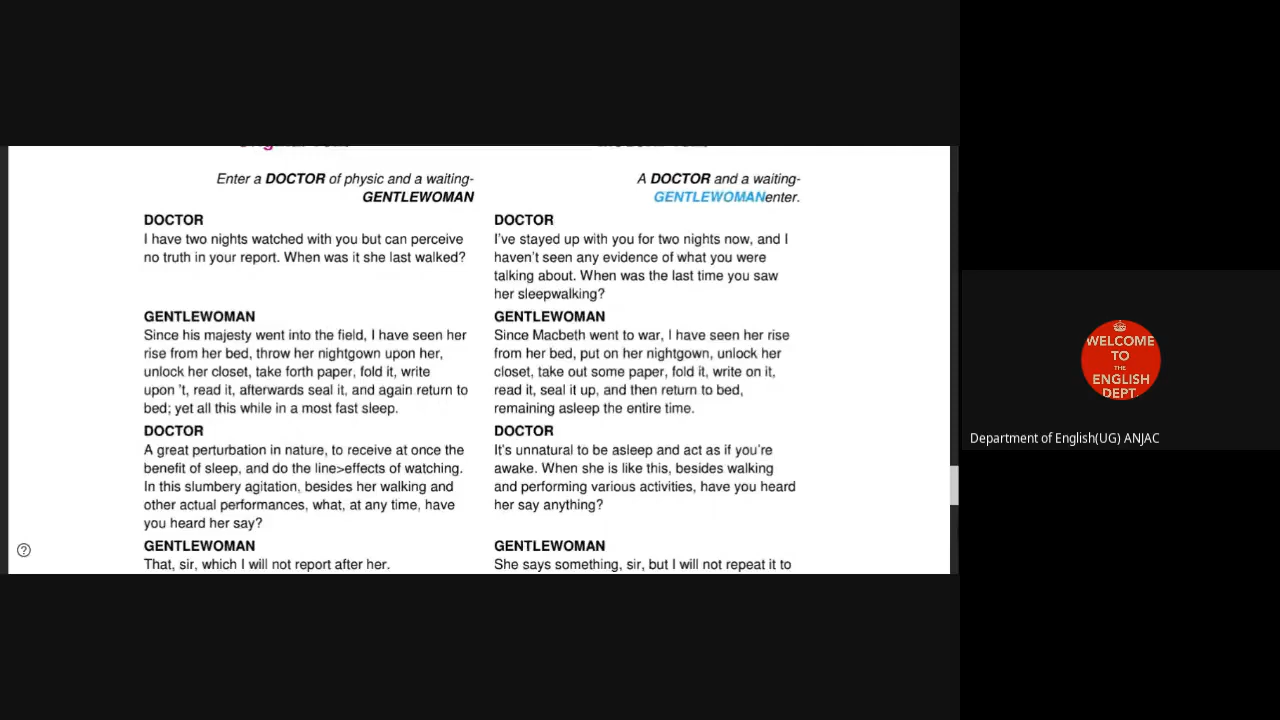 Enter a DOCTOR of physic and a waiting-
GENTLEWOMAN
DOCTOR
I have two nights watched with you but can perceive
no truth in your report. When was it she last walked?
GENTLEWOMAN
Since his majesty went into the field, I have seen her
rise from her bed, throw her nightgown upon her,
unlock her closet, take forth paper, fold it, write
upon ’t, read it, afterwards seal it, and again return to
bed; yet all this while in a most fast sleep.
DOCTOR
A great perturbation in nature, to receive at once the
benefit of sleep, and do the line>effects of watching.
In this slumbery agitation, besides her walking and
other actual performances, what, at any time, have
you heard her say?
GENTLEWOMAN
That, sir, which I will not report after her.
A DOCTOR and a waiting-
GENTLEWOMANenter.
DOCTOR
I’ve stayed up with you for two nights now, and I
haven’t seen any evidence of what you were
talking about. When was the last time you saw
her sleepwalking?
GENTLEWOMAN
Since Macbeth went to war, I have seen her rise
from her bed, put on her nightgown, unlock her
closet, take out some paper, fold it, write on it,
read it, seal it up, and then return to bed,
remaining asleep the entire time.
DOCTOR
It’s unnatural to be asleep and act as if you’re
awake. When she is like this, besides walking
and performing various activities, have you heard
her say anything?
GENTLEWOMAN
She says something, sir, but I will not repeat it to
WELCOME
TO
THE
ENGLISH
DEPT.
Department of English(UG) ANJAC